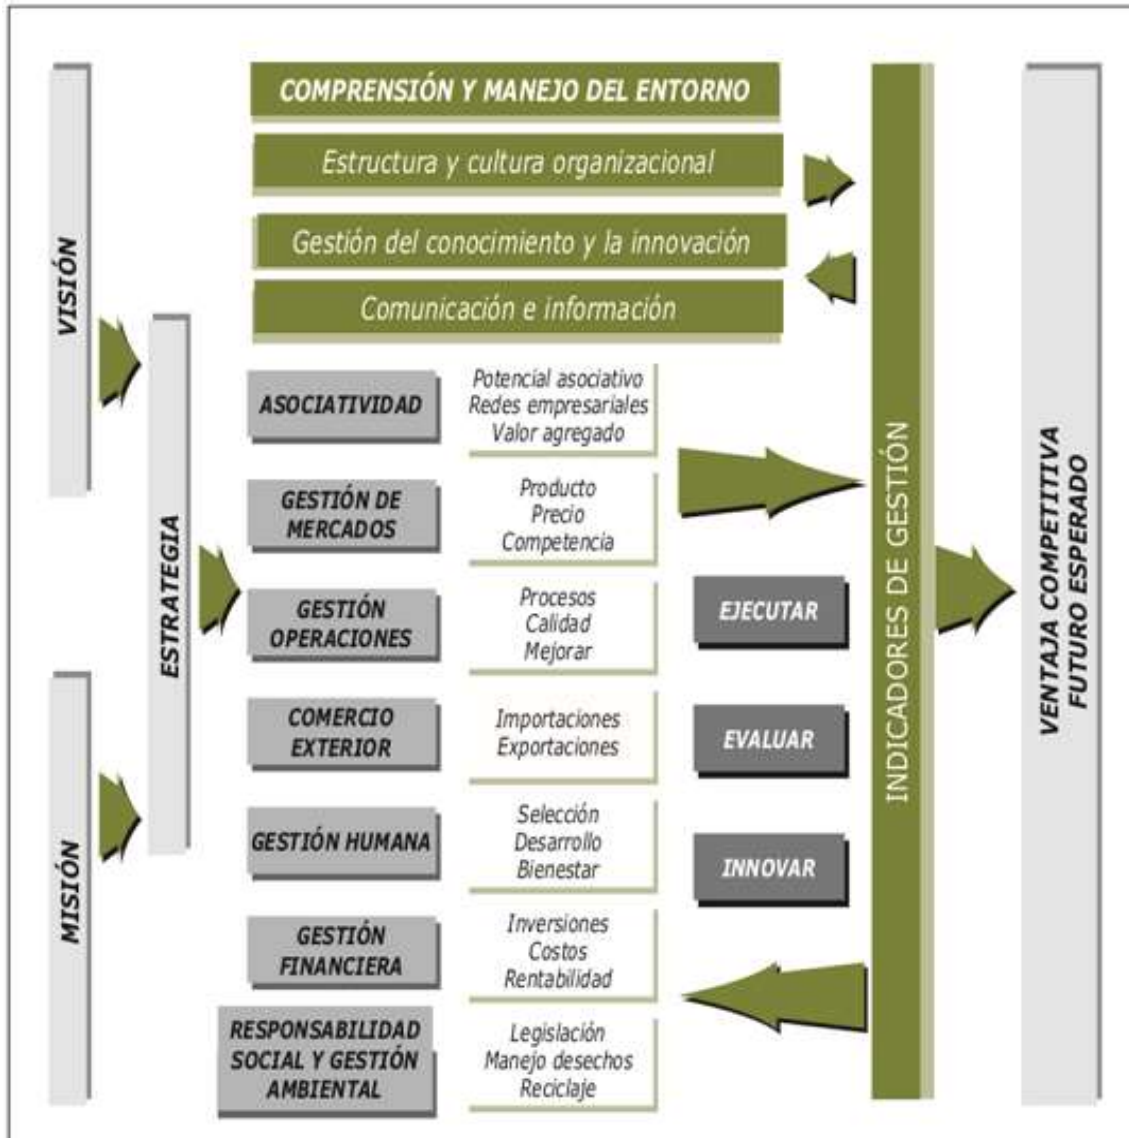 VISIÓN
MISIÓN
ESTRATEGIA
COMPRENSIÓN Y MANEJO DEL ENTORNO
Estructura y cultura organizacional
Gestión del conocimiento y la innovación
Comunicación e información
ASOCIATIVIDAD
Potencial asociativo
Redes empresariales
Valor agregado
GESTIÓN DE
MERCADOS
Producto
Precio
Competencia
GESTIÓN
OPERACIONES
Procesos
Calidad
Mejorar
COMERCIO
EXTERIOR
Importaciones
Exportaciones
GESTIÓN HUMANA
Selección
Desarrollo
Bienestar
GESTIÓN
FINANCIERA
Inversiones
Costos
Rentabilidad
RESPONSABILIDAD
SOCIAL Y GESTIÓN
AMBIENTAL
Legislación
Manejo desechos
Reciclaje
EJECUTAR
EVALUAR
INNOVAR
INDICADORES DE GESTIÓN
VENTAJA COMPETITIVA
FUTURO ESPERADO